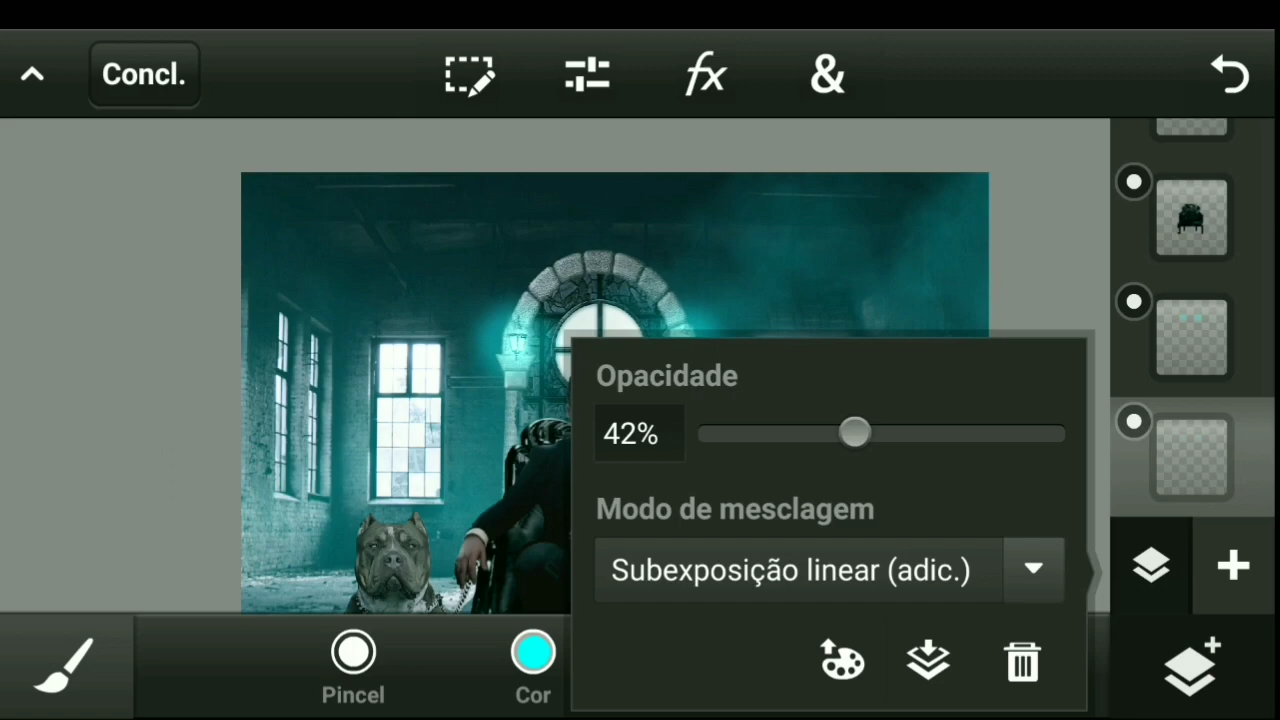 Concl.
fx
&
Opacidade
42%
Modo de mesclagem
Subexposição linear (adic.)
Pincel
Cor